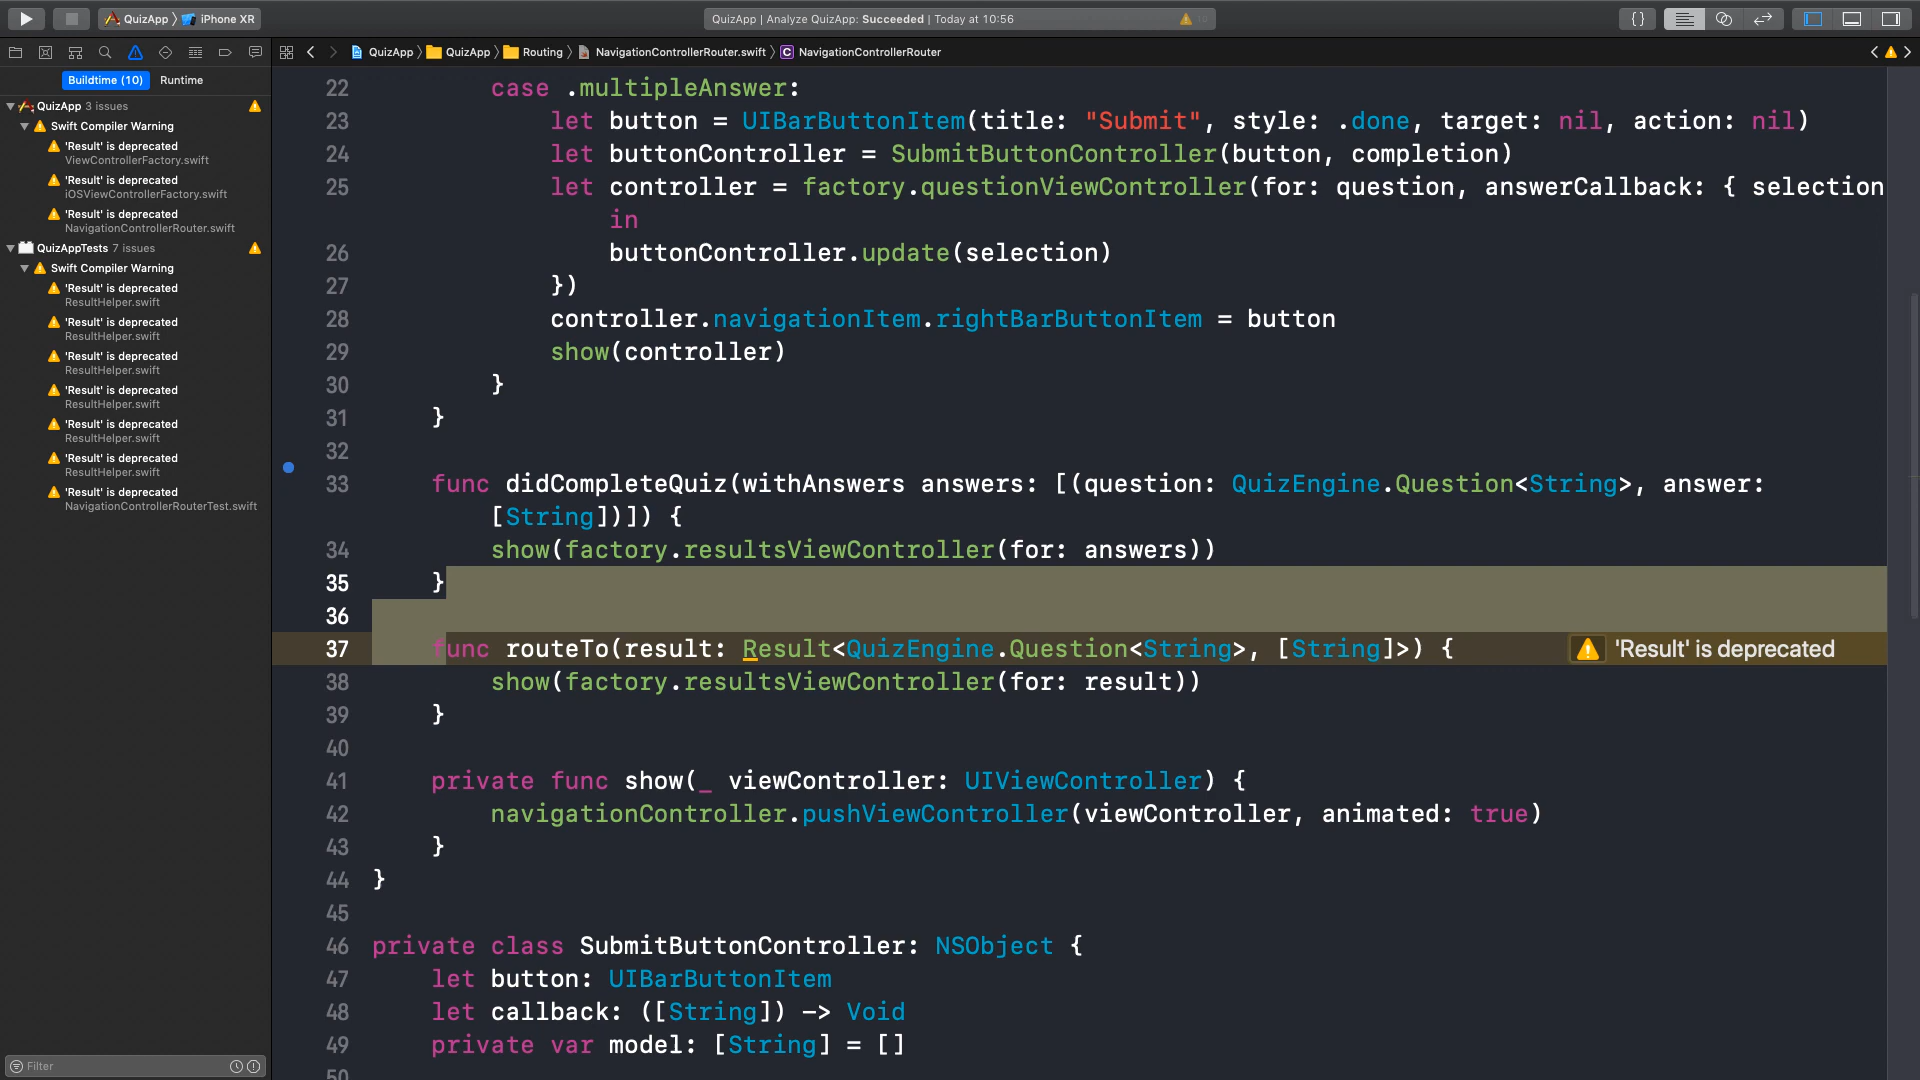 QuizApp 〉 iPhone XR
QuizApp | Analyze QuizApp: Succeeded | Today at 10:56
10
{}
QuizApp 〉 QuizApp 〉 Routing 〉 NavigationControllerRouter.swift 〉 C NavigationControllerRouter
Buildtime (10) Runtime
QuizApp 3 issues
Swift Compiler Warning
'Result' is deprecated
ViewControllerFactory.swift
'Result' is deprecated
iOSViewControllerFactory.swift
'Result' is deprecated
NavigationControllerRouter.swift
QuizAppTests 7 issues
Swift Compiler Warning
'Result' is deprecated
ResultHelper.swift
'Result' is deprecated
ResultHelper.swift
'Result' is deprecated
ResultHelper.swift
'Result' is deprecated
ResultHelper.swift
'Result' is deprecated
ResultHelper.swift
'Result' is deprecated
ResultHelper.swift
'Result' is deprecated
NavigationControllerRouterTest.swift
Filter
22 case .multipleAnswer:
23 let button = UIBarButtonItem(title: "Submit", style: .done, target: nil, action: nil)
24 let buttonController = SubmitButtonController(button, completion)
25 let controller = factory.questionViewController(for: question, answerCallback: { selection
in
26 buttonController.update(selection)
27 })
28 controller.navigationItem.rightBarButtonItem = button
29 show(controller)
30 }
31 }
32
33 func didCompleteQuiz(withAnswers answers: [(question: QuizEngine.Question<String>, answer:
[String])]) {
34 show(factory.resultsViewController(for: answers))
35 }
36
37 func routeTo(result: Result<QuizEngine.Question<String>, [String]>) { 'Result' is deprecated
38 show(factory.resultsViewController(for: result))
39 }
40
41 private func show(_ viewController: UIViewController) {
42 navigationController.pushViewController(viewController, animated: true)
43 }
44 }
45
46 private class SubmitButtonController: NSObject {
47 let button: UIBarButtonItem
48 let callback: ([String]) -> Void
49 private var model: [String] = []
50